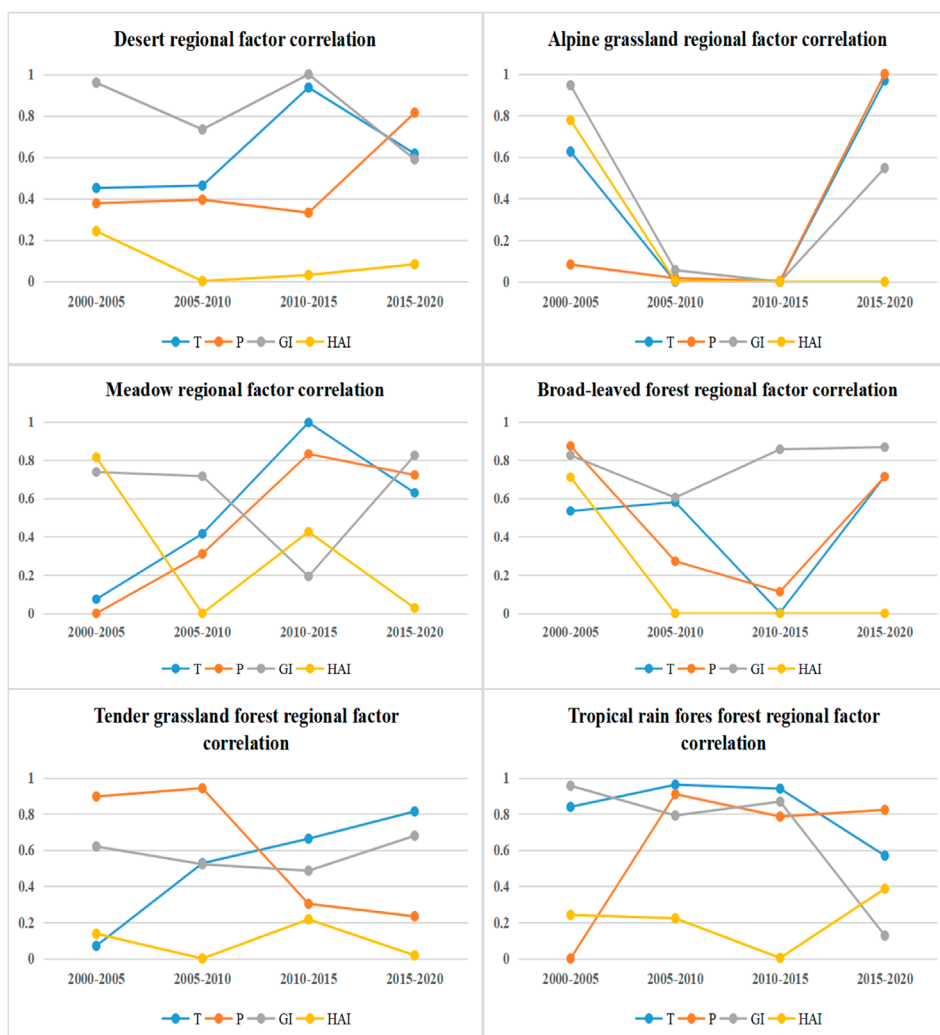 Desert regional factor correlation
1
0.8
0.6
0.4
0.2
0
2000-2005 2005-2010 2010-2015 2015-2020
T P GI HAI
Alpine grassland regional factor correlation
1
0.8
0.6
0.4
0.2
0
2000-2005 2005-2010 2010-2015 2015-2020
T P GI HAI
Meadow regional factor correlation
1
0.8
0.6
0.4
0.2
0
2000-2005 2005-2010 2010-2015 2015-2020
T P GI HAI
Broad-leaved forest regional factor correlation
1
0.8
0.6
0.4
0.2
0
2000-2005 2005-2010 2010-2015 2015-2020
T P GI HAI
Tender grassland forest regional factor
correlation
1
0.8
0.6
0.4
0.2
0
2000-2005 2005-2010 2010-2015 2015-2020
T P GI HAI
Tropical rain fores forest regional factor
correlation
1
0.8
0.6
0.4
0.2
0
2000-2005 2005-2010 2010-2015 2015-2020
T P GI HAI